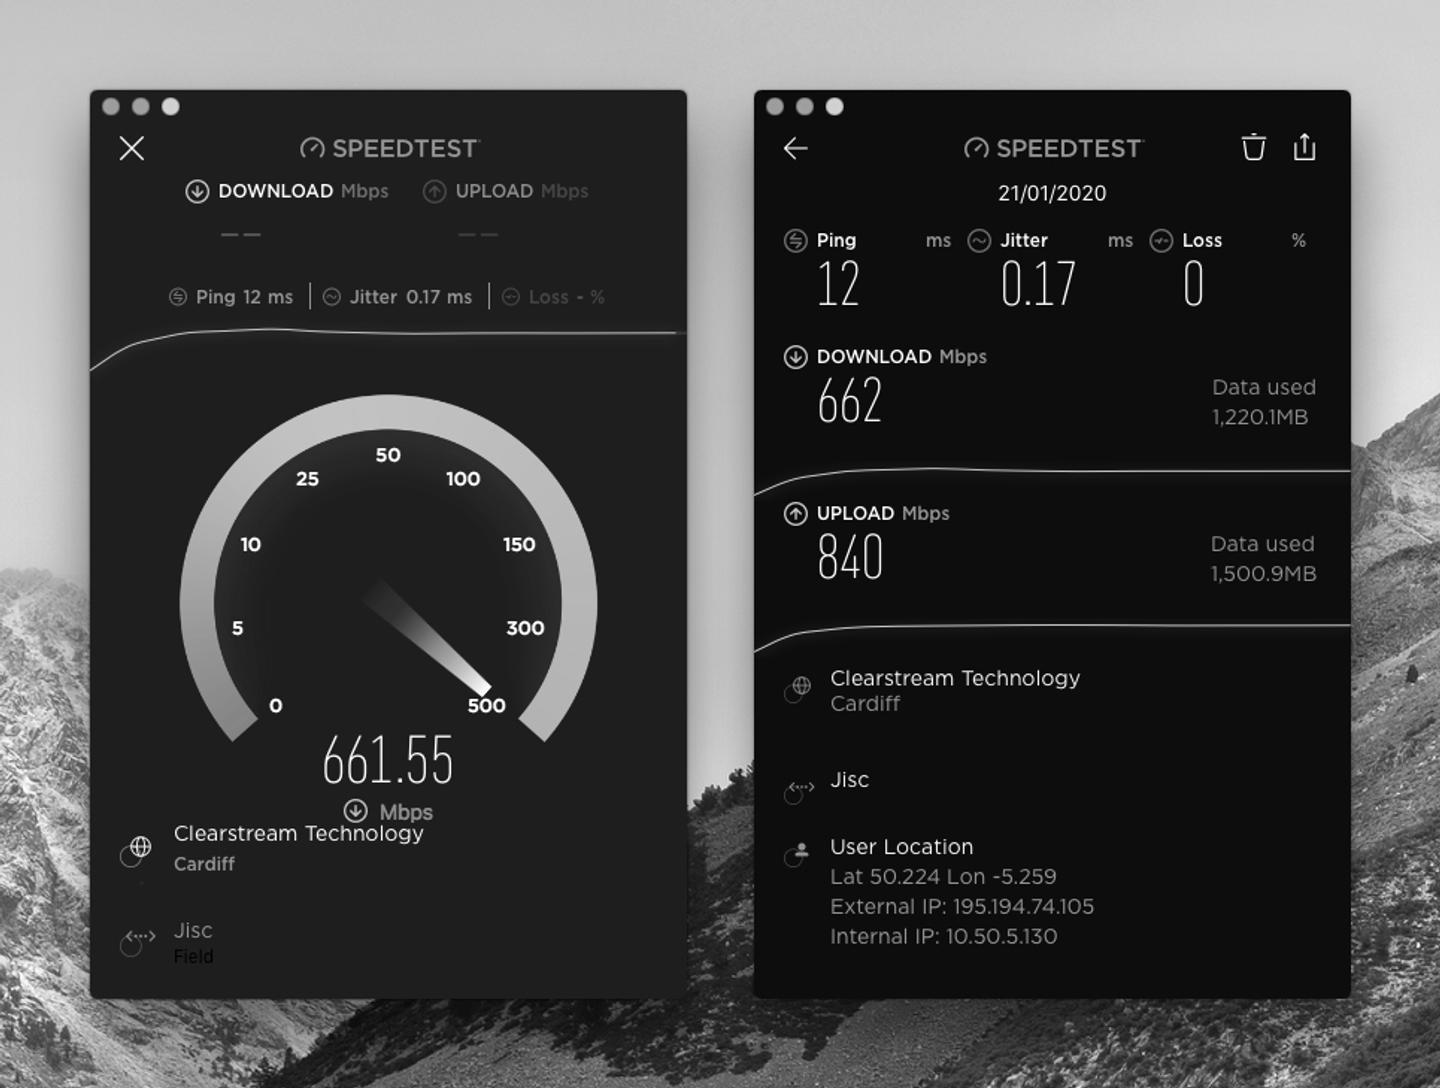 SPEEDTEST
DOWNLOAD Mbps UPLOAD Mbps
— — — —
Ping 12 ms Jitter 0.17 ms Loss - %
50
25 100
10 150
5 300
0 500
661.55
Mbps
Clearstream Technology
Cardiff
Jisc
Field
SPEEDTEST
21/01/2020
Ping ms Jitter ms Loss %
12 0.17 0
DOWNLOAD Mbps
662
Data used
1,220.1MB
UPLOAD Mbps
840
Data used
1,500.9MB
Clearstream Technology
Cardiff
Jisc
User Location
Lat 50.224 Lon -5.259
External IP: 195.194.74.105
Internal IP: 10.50.5.130